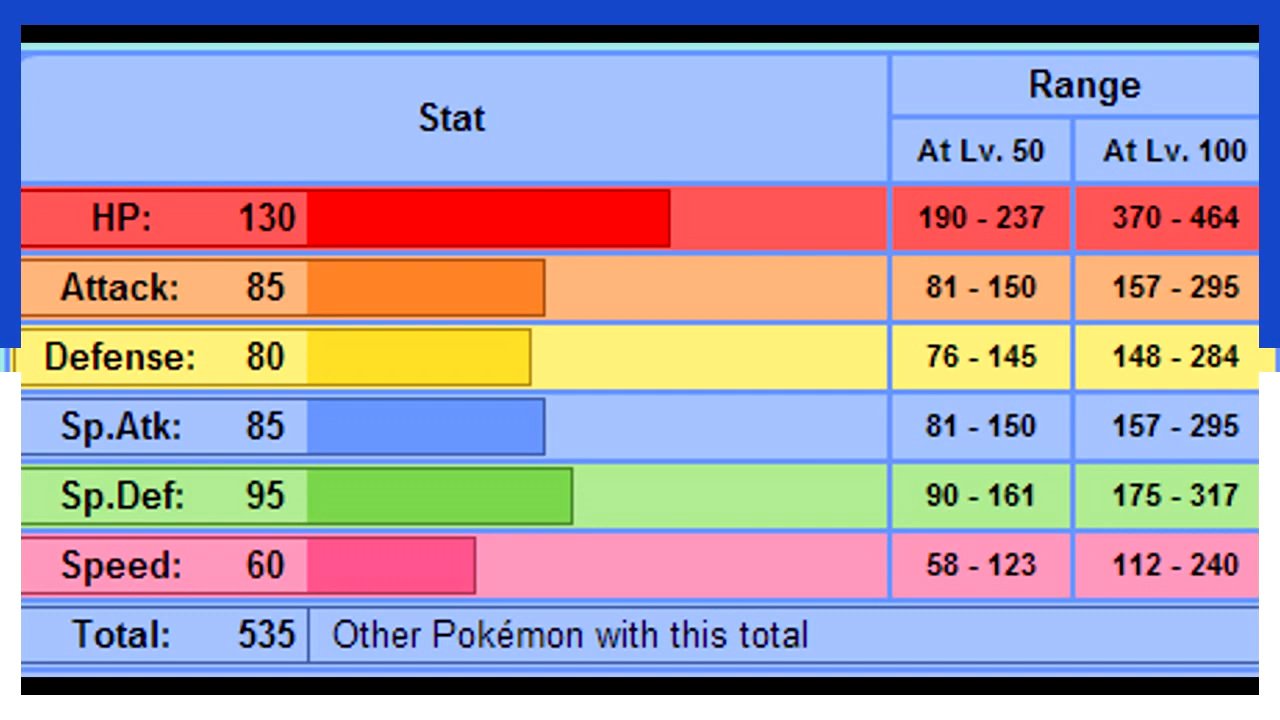 Stat Range
At Lv. 50 At Lv. 100
HP: 130 190 - 237 370 - 464
Attack: 85 81 - 150 157 - 295
Defense: 80 76 - 145 148 - 284
Sp.Atk: 85 81 - 150 157 - 295
Sp.Def: 95 90 - 161 175 - 317
Speed: 60 58 - 123 112 - 240
Total: 535 Other Pokémon with this total